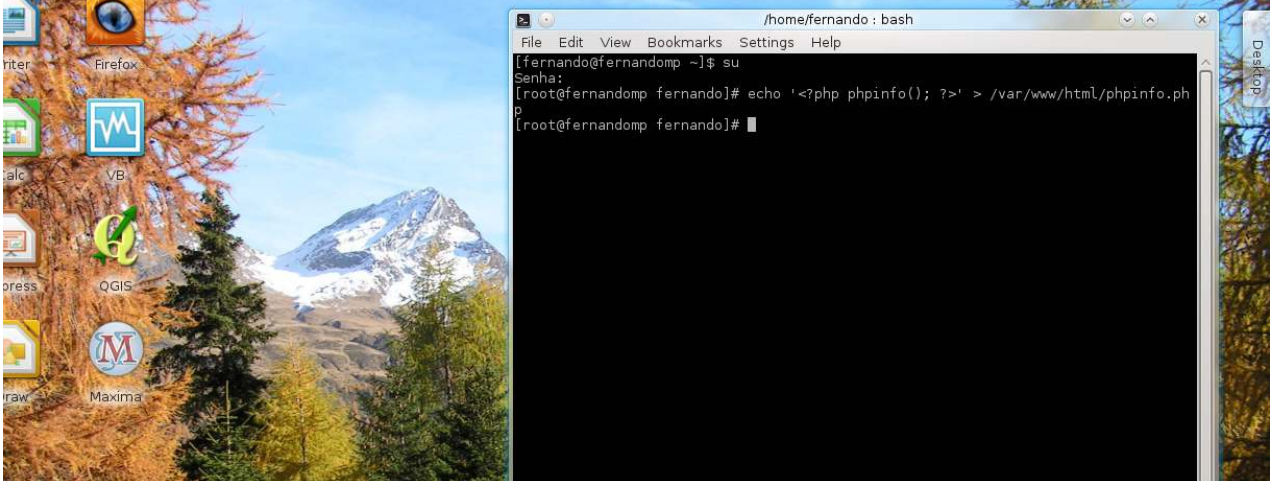 /home/fernando : bash
File Edit View Bookmarks Settings Help
[fernando@fernandomp ~]$ su
Senha:
[root@fernandomp fernando]# echo '<?php phpinfo(); ?>' > /var/www/html/phpinfo.ph
p
[root@fernandomp fernando]#
Desktop
riter
Firefox
Calc
VB
press
QGIS
Draw
Maxima